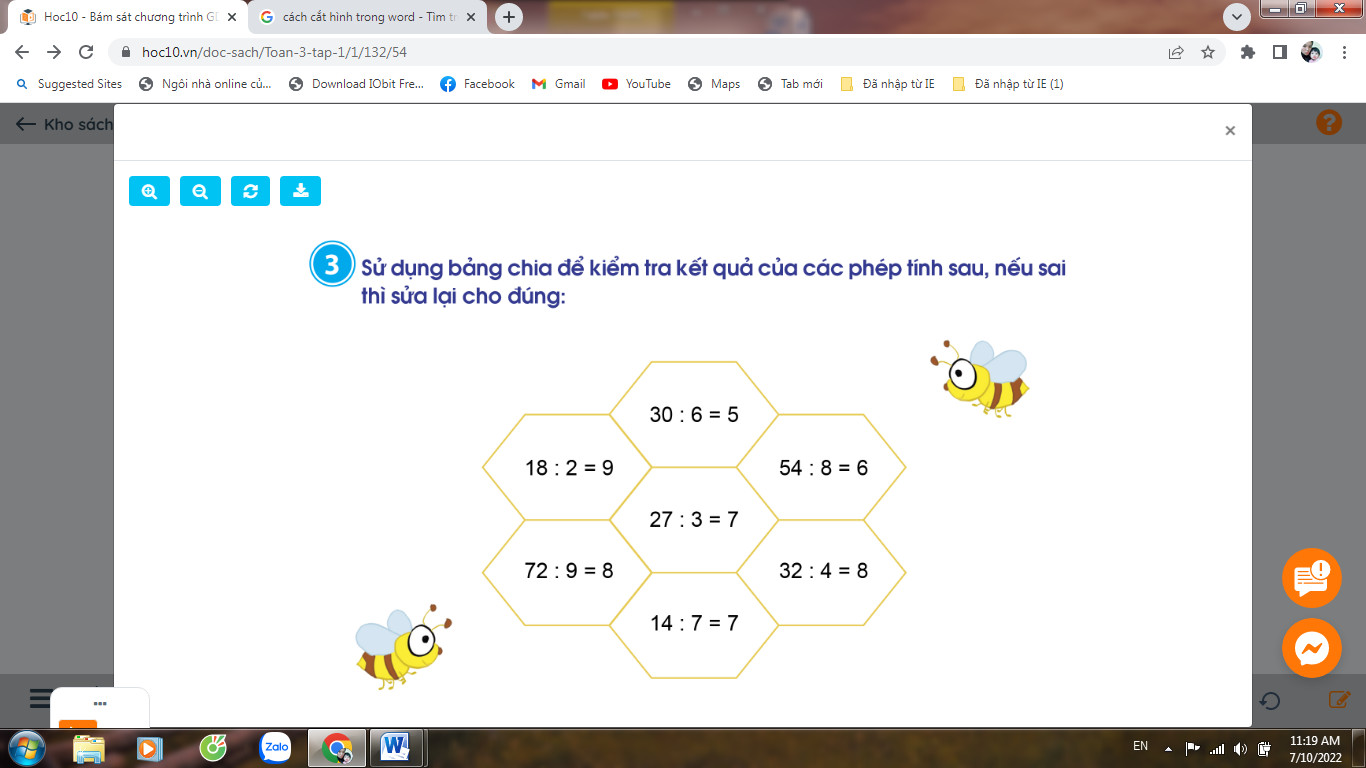 Hoc10 - Bám sát chương trình G
cách cắt hình trong word - Tìm tr
hoc10.vn/doc-sach/Toan-3-tap-1/1/132/54
Suggested Sites
Ngôi nhà online củ...
Download IObit Fre...
Facebook
Gmail
YouTube
Maps
Tab mới
Đã nhập từ IE
Đã nhập từ IE (1)
Kho sách
3 Sử dụng bảng chia để kiểm tra kết quả của các phép tính sau, nếu sai
thì sửa lại cho đúng:
30 : 6 = 5
18 : 2 = 9
54 : 8 = 6
27 : 3 = 7
72 : 9 = 8
32 : 4 = 8
14 : 7 = 7
Zalo
EN
11:19 AM
7/10/2022